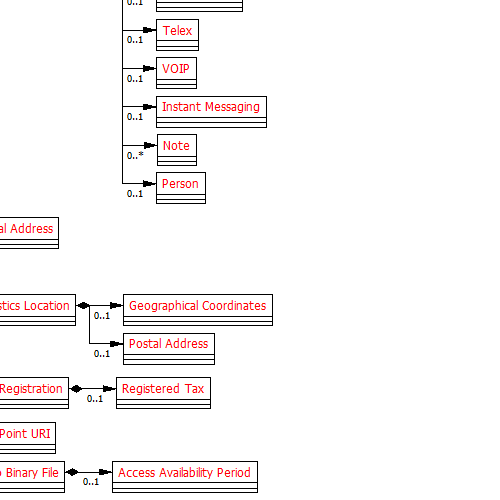 0..1
Telex
0..1
VOIP
0..1
Instant Messaging
0..1
Note
0..*
Person
0..1
al Address
stics Location
Geographical Coordinates
0..1
Postal Address
0..1
Registration
Registered Tax
0..1
Point URI
Binary File
Access Availability Period
0..1